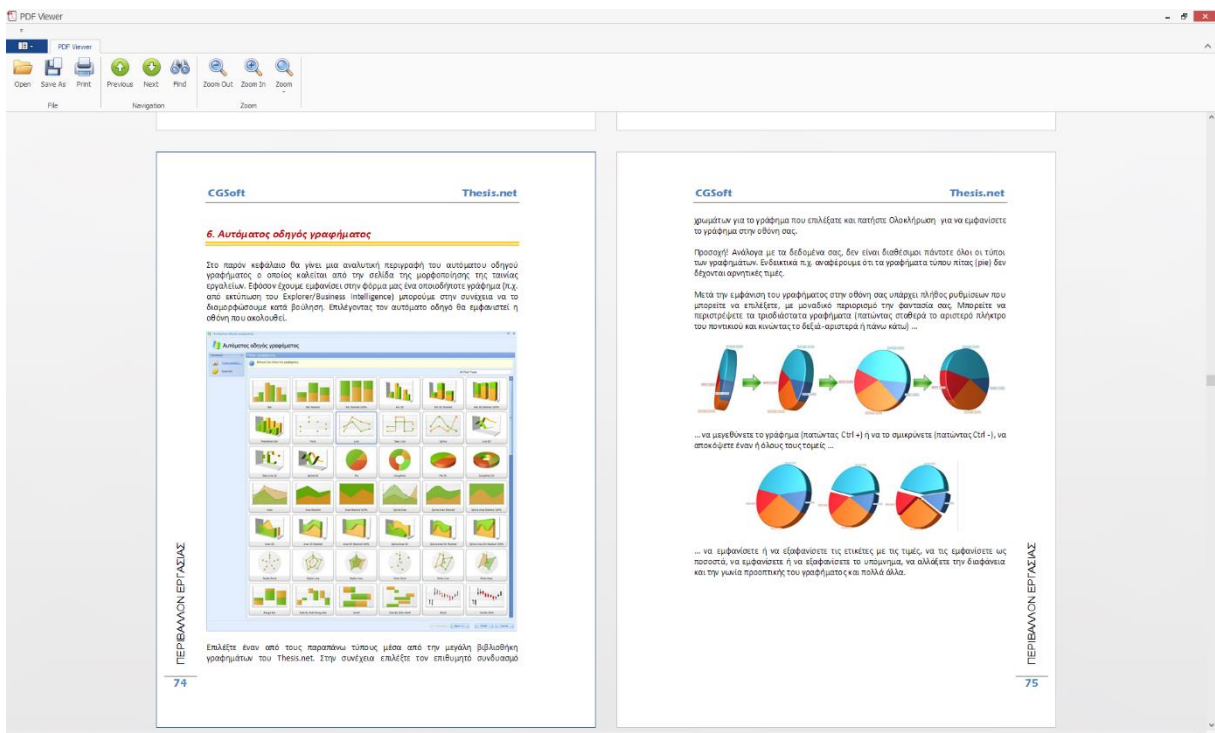 PDF Viewer
PDF Viewer
Open Save As Print Previous Next Find Zoom Out Zoom In Zoom
File Navigation Zoom
CGSoft Thesis.net
6. Αυτόματος οδηγός γραφήματος
Στο παρόν κεφάλαιο θα γίνει μια αναλυτική περιγραφή του αυτόματου οδηγού
γραφήματος ο οποίος καλείται από την σελίδα της μορφοποίησης της ταινίας
εργαλείων. Εφόσον έχουμε εμφανίσει στην φόρμα μας ένα οποιοδήποτε γράφημα (π.χ.
από εκτύπωση του Explorer/Business Intelligence) μπορούμε στην συνέχεια να το
διαμορφώσουμε κατά βούληση. Επιλέγοντας τον αυτόματο οδηγό θα εμφανιστεί η
οθόνη που ακολουθεί.
Αυτόματος οδηγός γραφήματος
Επιλέξτε έναν από τους παραπάνω τύπους μέσα από την μεγάλη βιβλιοθήκη
γραφημάτων του Thesis.net. Στην συνέχεια επιλέξτε τον επιθυμητό συνδυασμό
ΠΕΡΙΒΑΛΛΟΝ ΕΡΓΑΣΙΑΣ
74
CGSoft Thesis.net
χρωμάτων για το γράφημα που επιλέξατε και πατήστε Ολοκλήρωση για να εμφανίσετε
το γράφημα στην οθόνη σας.
Προσοχή! Ανάλογα με τα δεδομένα σας, δεν είναι διαθέσιμοι πάντοτε όλοι οι τύποι
των γραφημάτων. Ενδεικτικά π.χ. αναφέρουμε ότι τα γραφήματα τύπου πίτας (pie) δεν
δέχονται αρνητικές τιμές.
Μετά την εμφάνιση του γραφήματος στην οθόνη σας υπάρχει πλήθος ρυθμίσεων που
μπορείτε να επιλέξετε, με μοναδικό περιορισμό την φαντασία σας. Μπορείτε να
περιστρέψετε τα τρισδιάστατα γραφήματα (πατώντας σταθερά το αριστερό πλήκτρο
του ποντικιού και κινώντας το δεξιά-αριστερά ή πάνω κάτω) ...
... να μεγεθύνετε το γράφημα (πατώντας Ctrl +) ή να το σμικρύνετε (πατώντας Ctrl -), να
αποκόψετε έναν ή όλους τους τομείς ...
... να εμφανίσετε ή να εξαφανίσετε τις ετικέτες με τις τιμές, να τις εμφανίσετε ως
ποσοστά, να εμφανίσετε ή να εξαφανίσετε το υπόμνημα, να αλλάξετε την διαφάνεια
και την γωνία προοπτικής του γραφήματος και πολλά άλλα.
ΠΕΡΙΒΑΛΛΟΝ ΕΡΓΑΣΙΑΣ
75